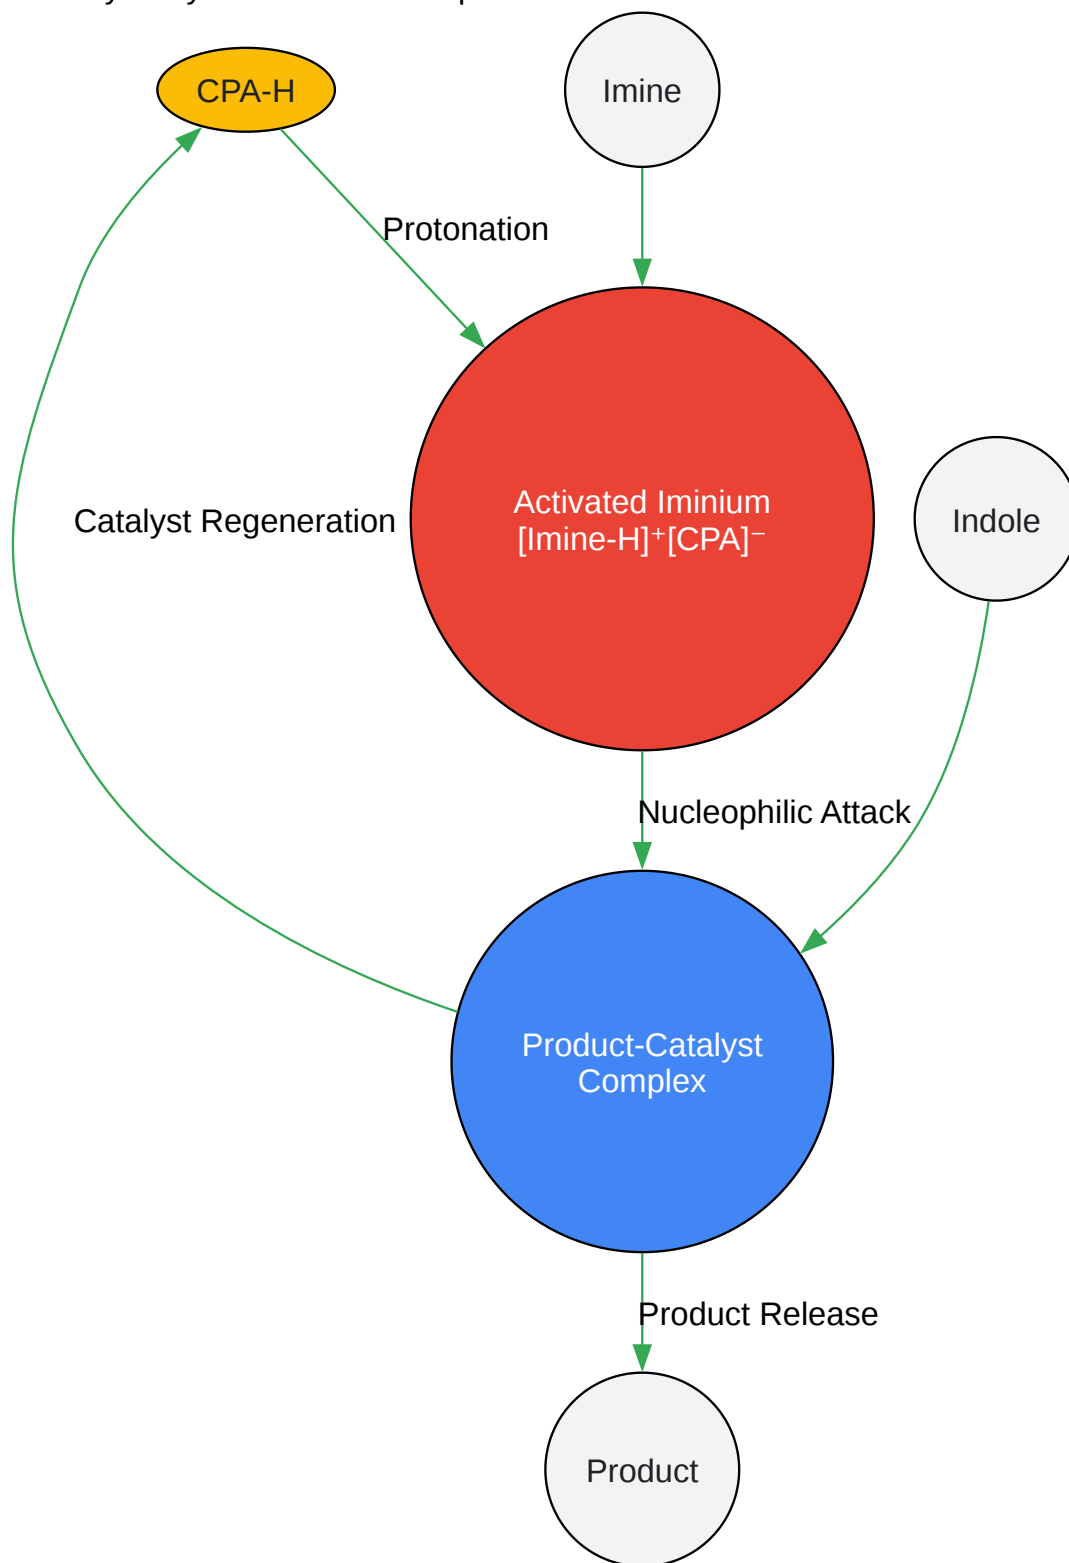 CPA-H
Imine
Protonation
Activated Iminium
[Imine-H]⁺[CPA]⁻
Catalyst Regeneration
Indole
Nucleophilic Attack
Product-Catalyst
Complex
Product Release
Product